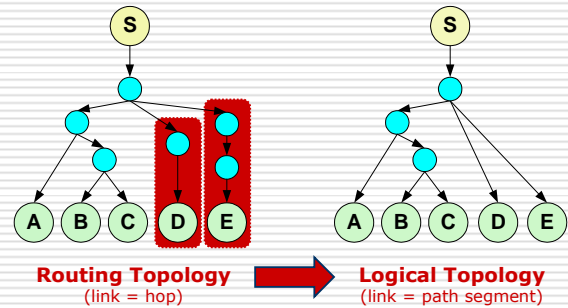 S
S
A B C D E
A B C D E
Routing Topology
(link = hop)
Logical Topology
(link = path segment)